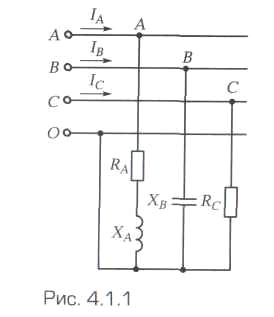 I_A A
A
I_B B
B
I_C C
C
O
R_A
X_B R_C
X_A
Рис. 4.1.1